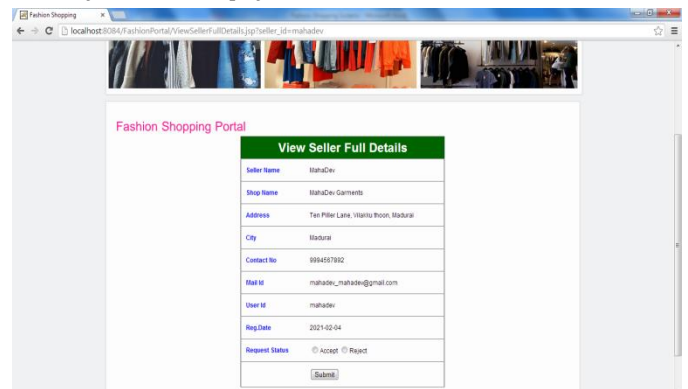 Fashion Shopping
localhost:8084/FashionPortal/ViewSellerFullDetails.jsp?seller_id=mahadev
Fashion Shopping Portal
View Seller Full Details
Seller Name MahaDev
Shop Name MahaDev Garments
Address Ten Piller Lane, Vilakku thoon, Madurai
City Madurai
Contact No 9994567892
Mail Id mahadev_mahadev@gmail.com
User Id mahadev
Reg.Date 2021-02-04
Request Status Accept Reject
Submit